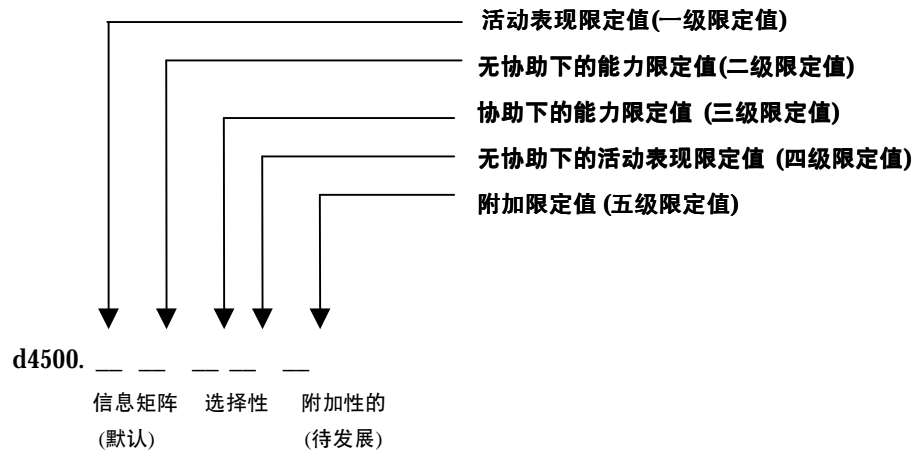 活动表现限定值(一级限定值)
无协助下的能力限定值(二级限定值)
协助下的能力限定值 (三级限定值)
无协助下的活动表现限定值 (四级限定值)
附加限定值 (五级限定值)
d4500. __ __ __ __ __
信息矩阵 选择性 附加性的
(默认) (待发展)